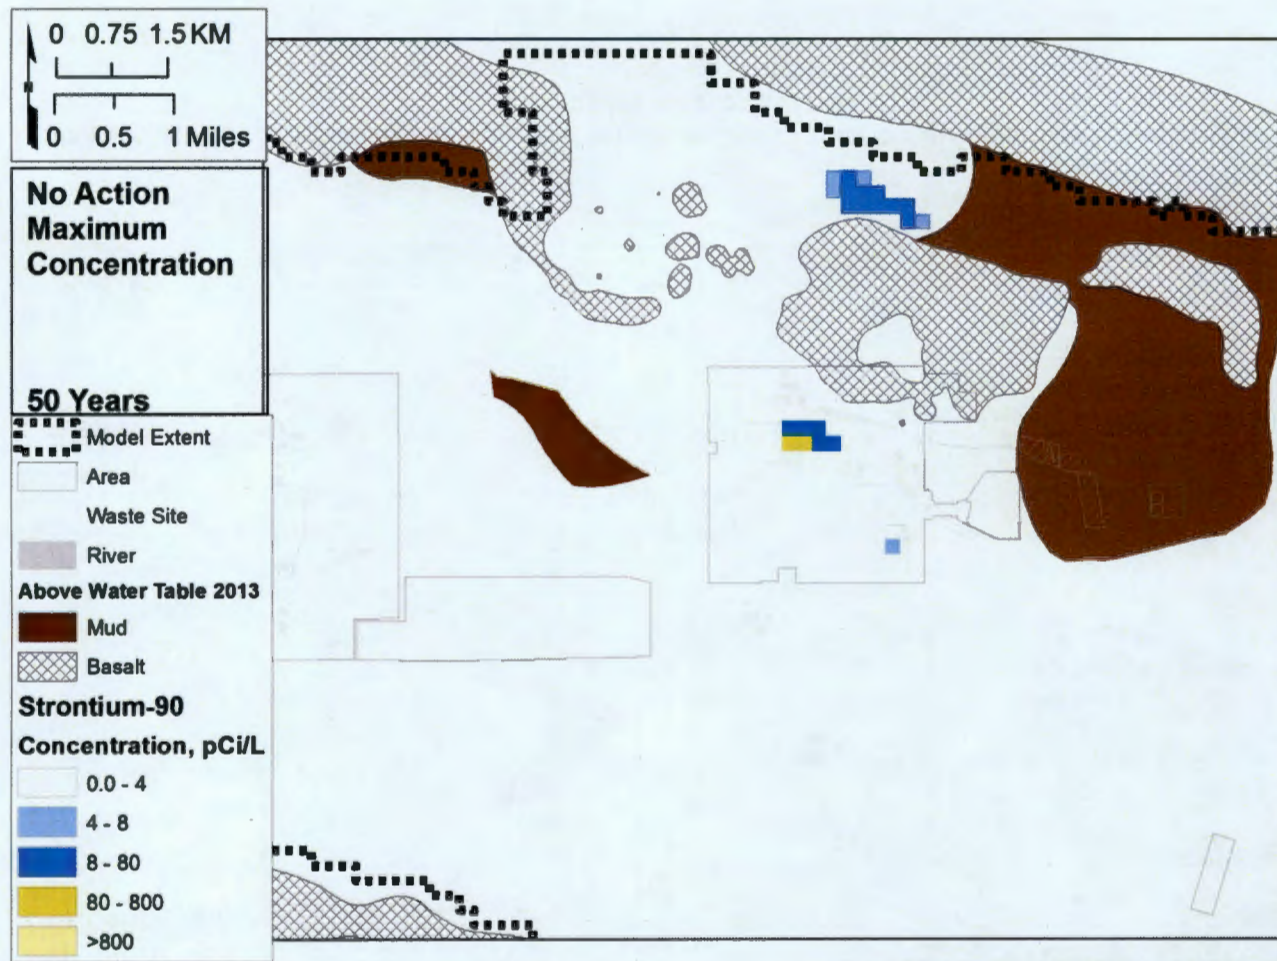 0 0.75 1.5 KM
0 0.5 1 Miles
No Action
Maximum
Concentration
50 Years
Model Extent
Area
Waste Site
River
Above Water Table 2013
Mud
Basalt
Strontium-90
Concentration, pCi/L
0.0 - 4
4 - 8
8 - 80
80 - 800
>800